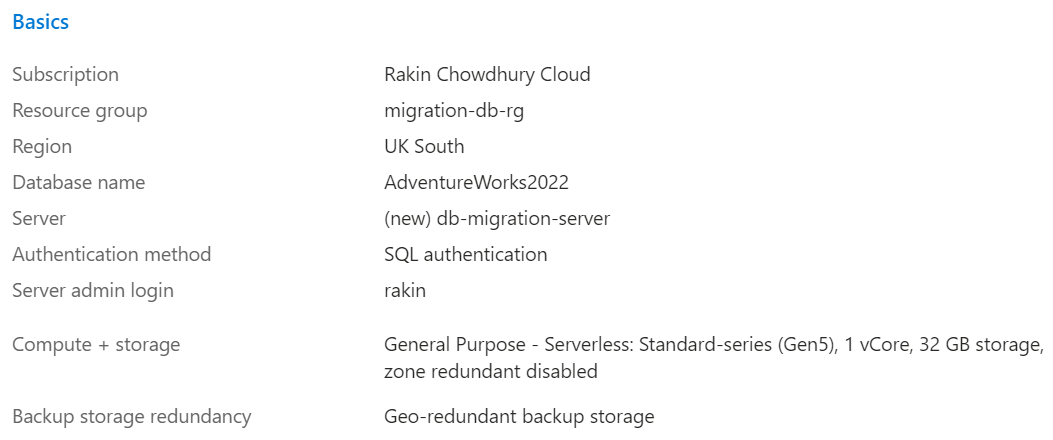 Basics
Subscription Rakin Chowdhury Cloud
Resource group migration-db-rg
Region UK South
Database name AdventureWorks2022
Server (new) db-migration-server
Authentication method SQL authentication
Server admin login rakin
Compute + storage General Purpose - Serverless: Standard-series (Gen5), 1 vCore, 32 GB storage,
zone redundant disabled
Backup storage redundancy Geo-redundant backup storage